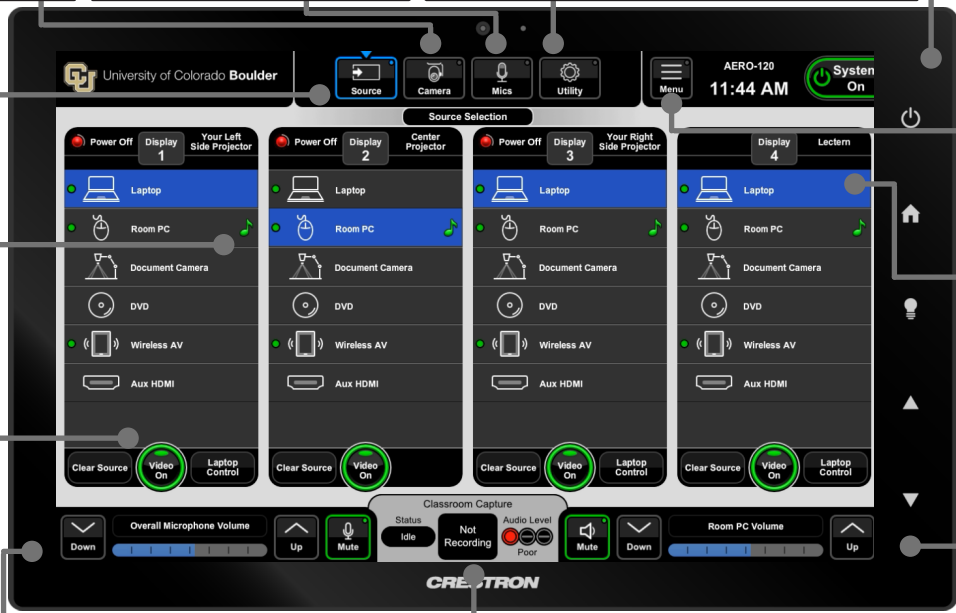 University of Colorado Boulder
Source
Camera
Mics
Utility
Menu
AERO-120
11:44 AM
System
On
Source Selection
Power Off
Display
1
Your Left
Side Projector
Laptop
Room PC
Document Camera
DVD
Wireless AV
Aux HDMI
Clear Source
Video
On
Laptop
Control
Power Off
Display
2
Center
Projector
Laptop
Room PC
Document Camera
DVD
Wireless AV
Aux HDMI
Clear Source
Video
On
Power Off
Display
3
Your Right
Side Projector
Laptop
Room PC
Document Camera
DVD
Wireless AV
Aux HDMI
Clear Source
Video
On
Laptop
Control
Display
4
Lectern
Laptop
Room PC
Document Camera
DVD
Wireless AV
Aux HDMI
Clear Source
Video
On
Laptop
Control
Down
Overall Microphone Volume
Up
Mute
Classroom Capture
Status
Idle
Not
Recording
Audio Level
Poor
Mute
Down
Room PC Volume
Up
CRESTRON